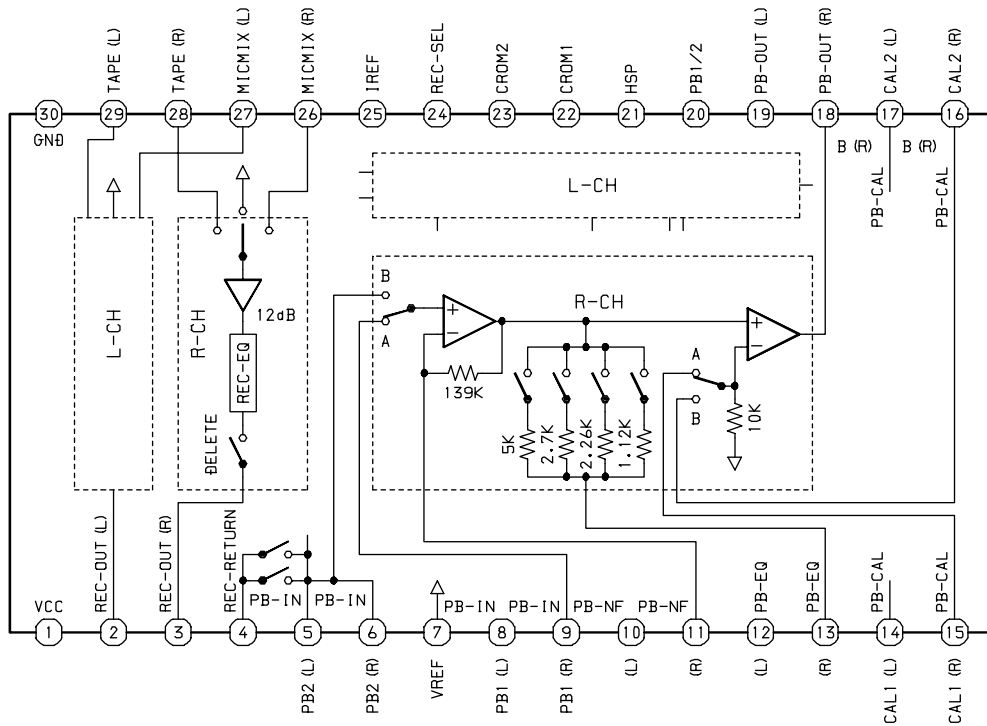 TAPE (L)
TAPE (R)
MICMIX (L)
MICMIX (R)
IREF
REC-SEL
CROM2
CROM1
HSP
PB1/2
PB-OUT (L)
PB-OUT (R)
CAL2 (L)
CAL2 (R)
30
29
28
27
26
25
24
23
22
21
20
19
18
17
16
GND
B (R)
B (R)
PB-CAL
PB-CAL
L-CH
L-CH
R-CH
12dB
REC-EQ
DELETE
B
A
+
−
139K
R-CH
5K
2.7K
2.26K
1.12K
+
−
A
B
10K
VCC
REC-OUT (L)
REC-OUT (R)
REC-RETURN
PB-IN
PB-IN
PB-IN
PB-IN
PB-NF
PB-NF
PB-EQ
PB-EQ
PB-CAL
PB-CAL
1
2
3
4
5
6
7
8
9
10
11
12
13
14
15
PB2 (L)
PB2 (R)
VREF
PB1 (L)
PB1 (R)
(L)
(R)
(L)
(R)
CAL1 (L)
CAL1 (R)